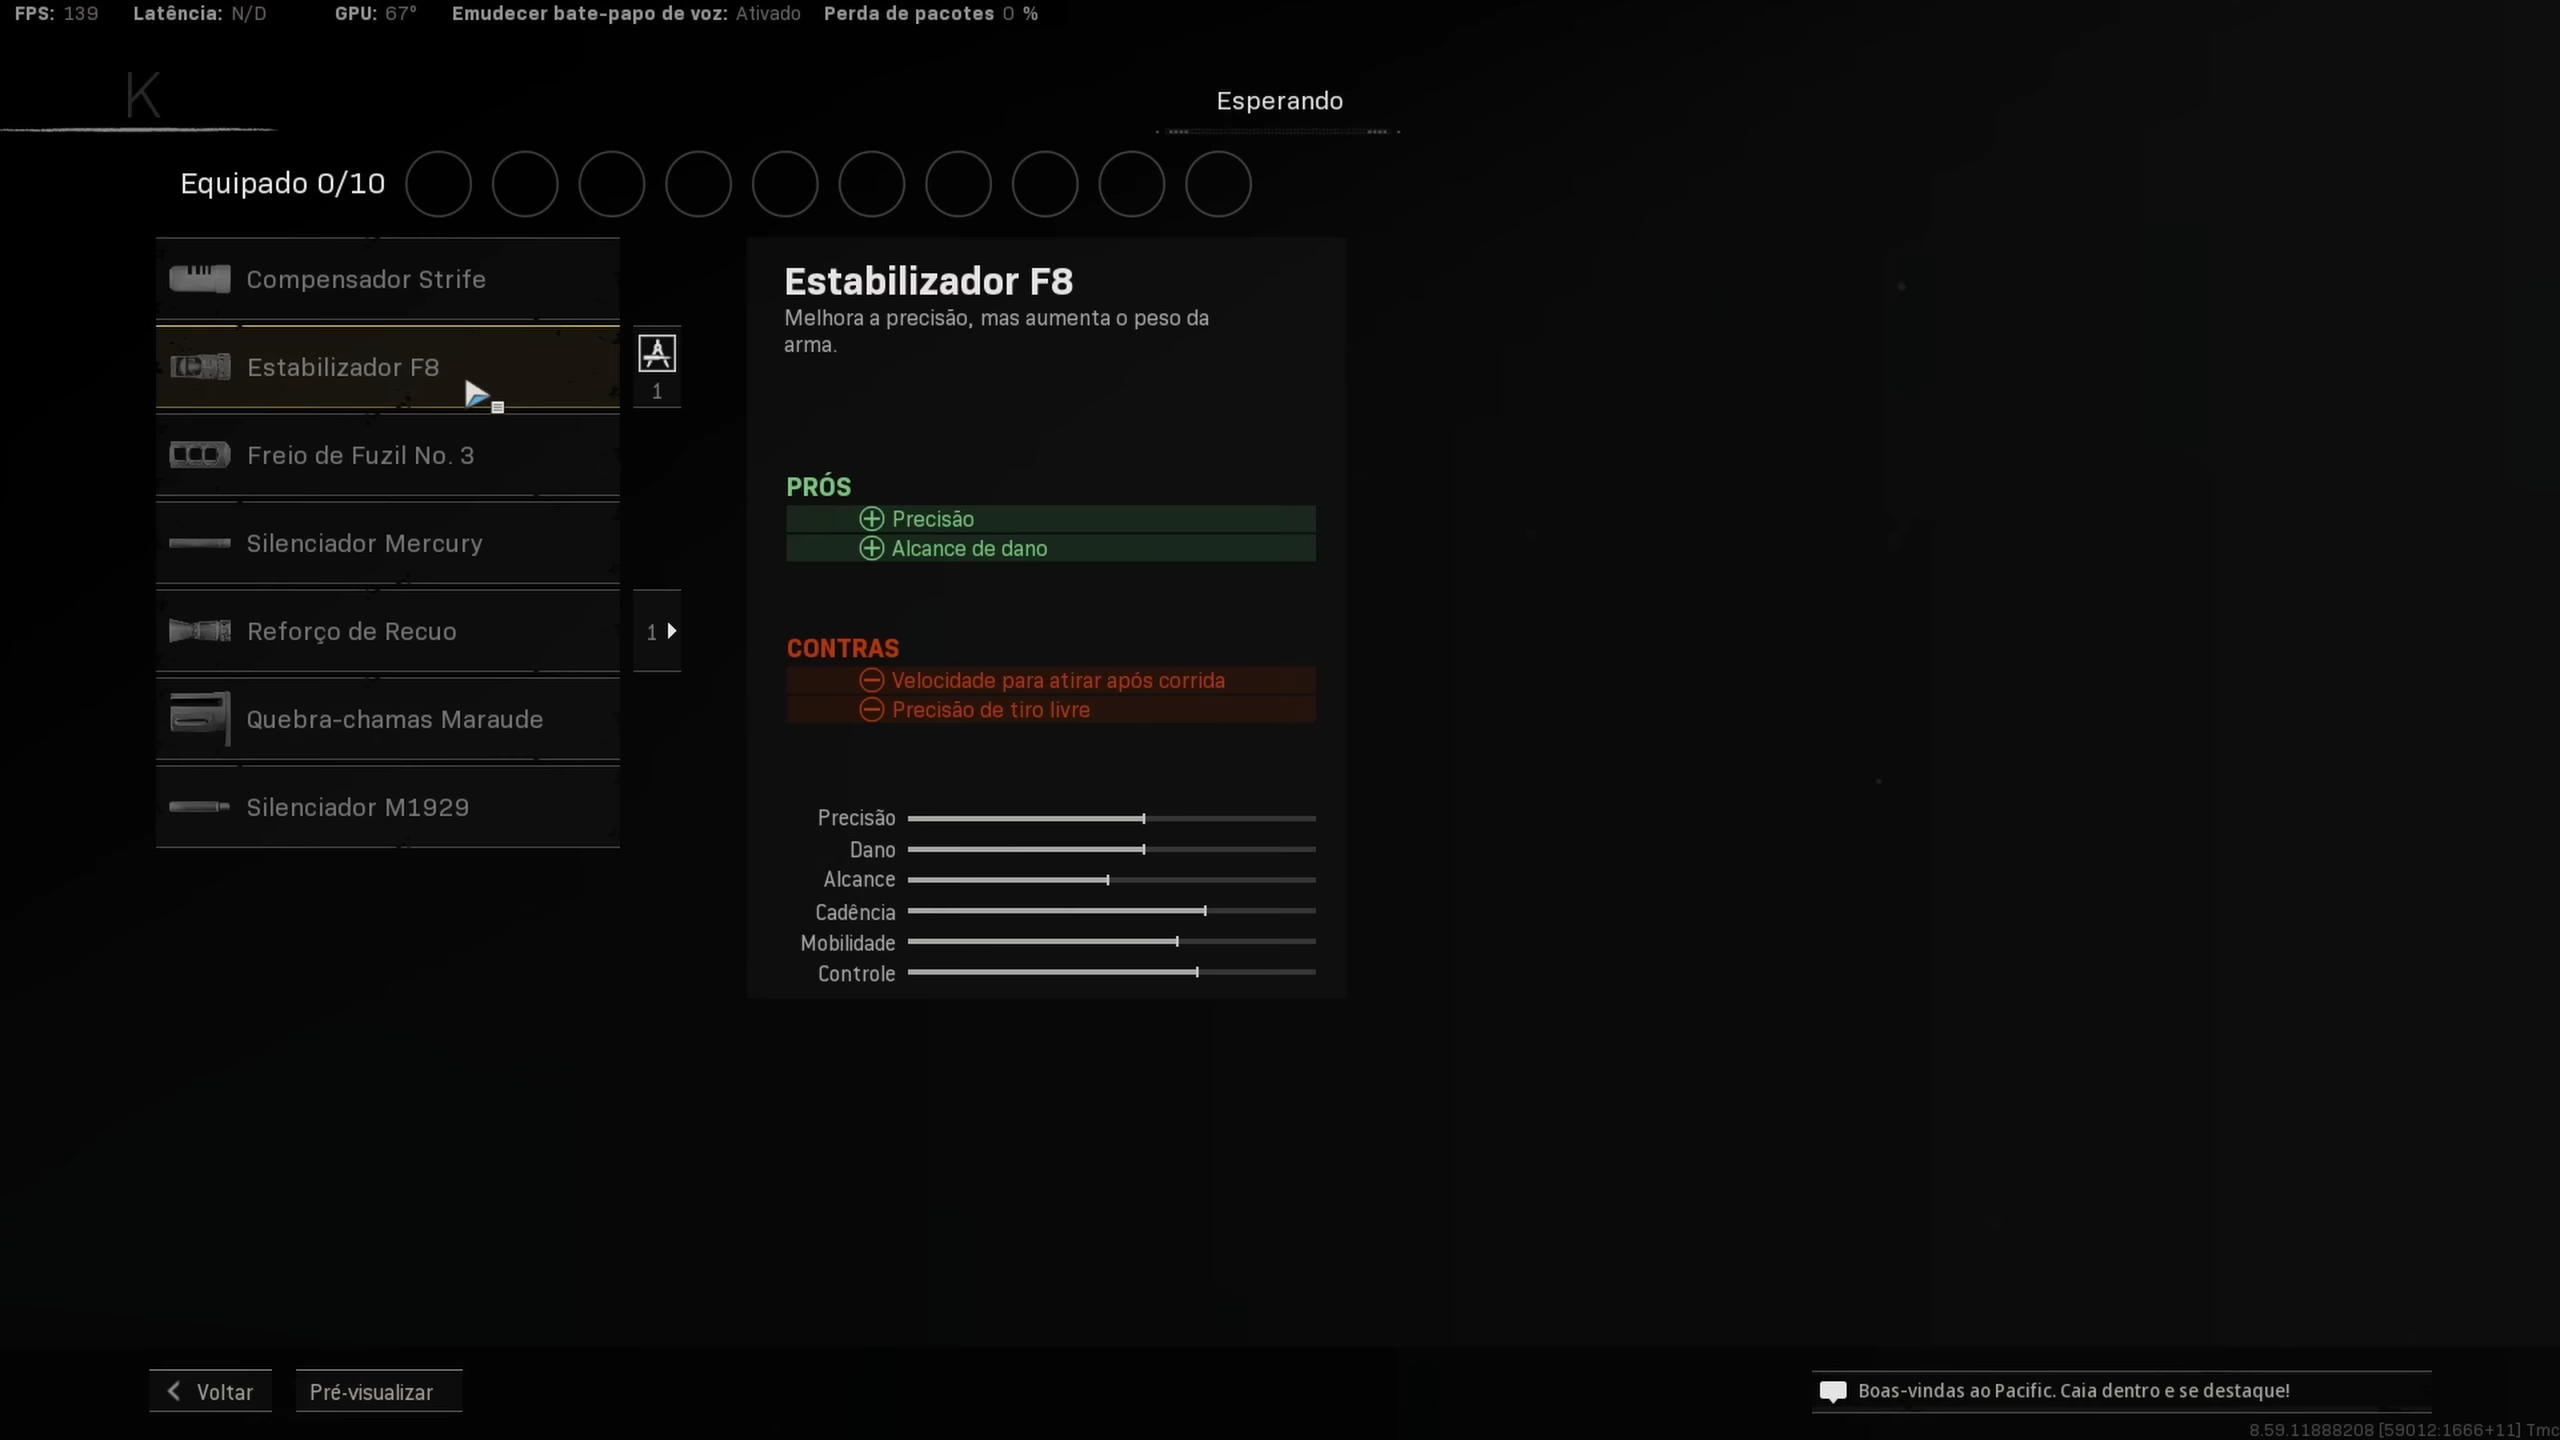 FPS: 139 Latência: N/D GPU: 67° Emudecer bate-papo de voz: Ativado Perda de pacotes 0 %
K
Esperando
Equipado 0/10
Compensador Strife
Estabilizador F8
1
Freio de Fuzil No. 3
Silenciador Mercury
Reforço de Recuo
1
Quebra-chamas Maraude
Silenciador M1929
Estabilizador F8
Melhora a precisão, mas aumenta o peso da
arma.
PRÓS
Precisão
Alcance de dano
CONTRAS
Velocidade para atirar após corrida
Precisão de tiro livre
Precisão
Dano
Alcance
Cadência
Mobilidade
Controle
Voltar
Pré-visualizar
Boas-vindas ao Pacific. Caia dentro e se destaque!
8.59.11888208 [59012:1666+11] Tmc